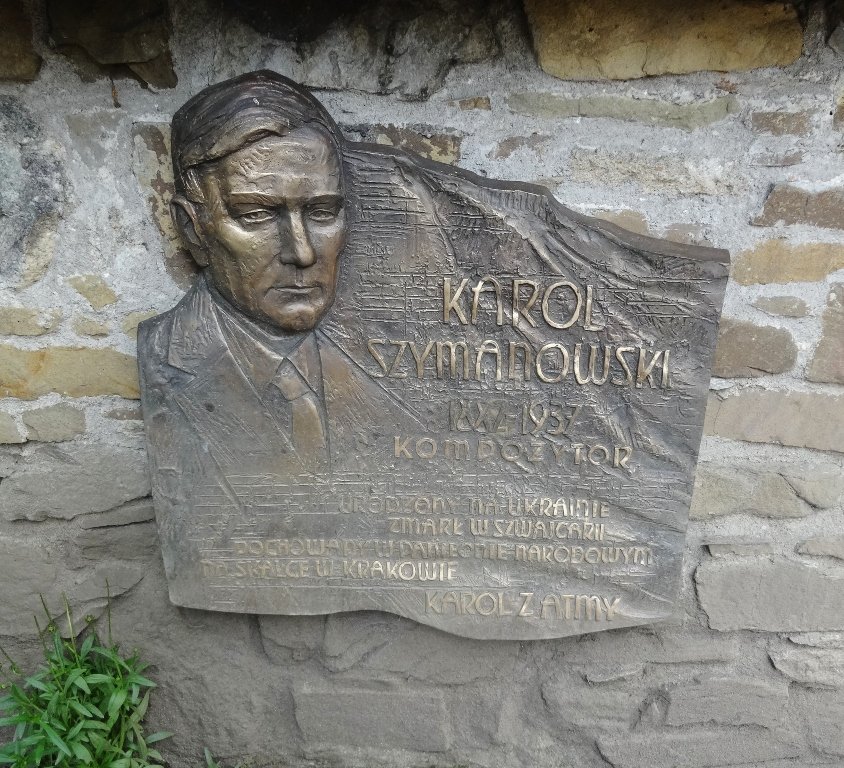 KAROL
SZYMANOWSKI
1882-1937
KOMPOZYTOR
URODZONY NA UKRAINIE
ZMARŁ W SZWAJCARII
POCHOWANY W PANTEONIE NARODOWYM
NA SKAŁCE W KRAKOWIE
KAROL Z ATMY